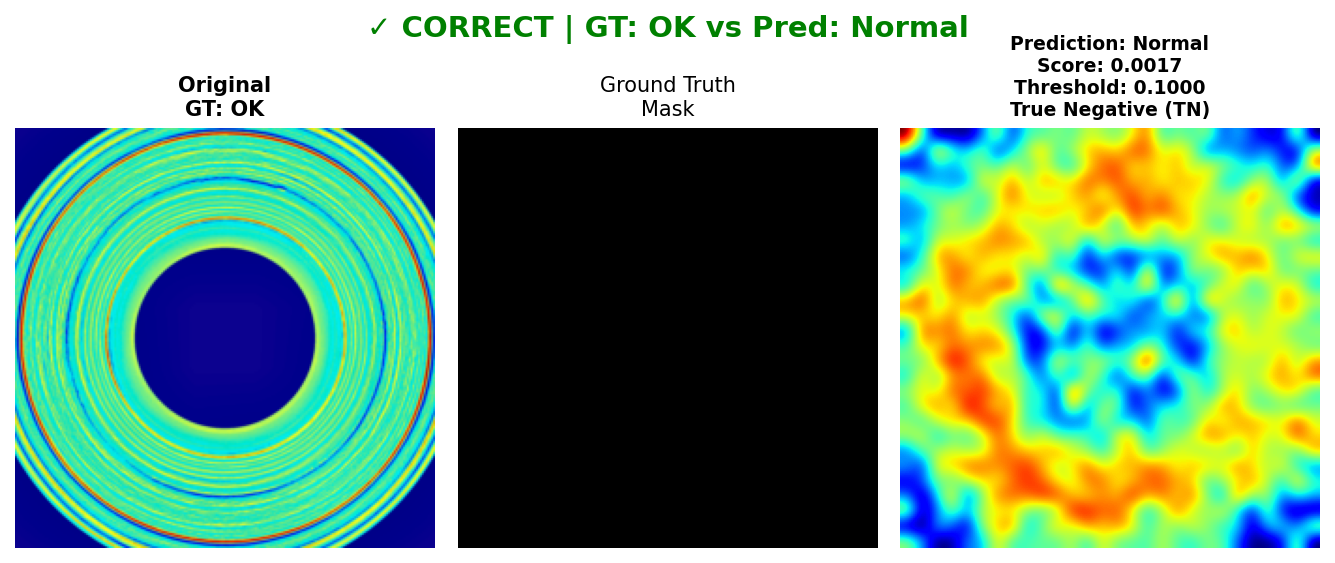 ✓ CORRECT | GT: OK vs Pred: Normal
Original
GT: OK
Ground Truth
Mask
Prediction: Normal
Score: 0.0017
Threshold: 0.1000
True Negative (TN)